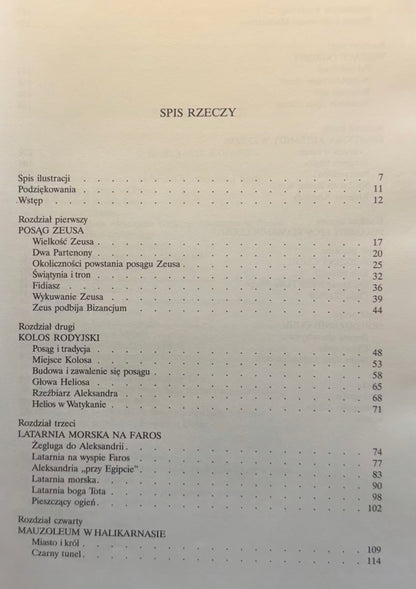 SPIS RZECZY
Spis ilustracji . . . . . . . . . . . . . . . . . . . 7
Podziękowania . . . . . . . . . . . . . . . . . . . 11
Wstęp . . . . . . . . . . . . . . . . . . . 12
Rozdział pierwszy
POSĄG ZEUSA
Wielkość Zeusa . . . . . . . . . . . . . . . . . 17
Dwa Partenony . . . . . . . . . . . . . . . . . 20
Okoliczności powstania posągu Zeusa . . . . . . . . . . . . 25
Świątynia i tron . . . . . . . . . . . . . . . . . 32
Fidiasz . . . . . . . . . . . . . . . . . 36
Wykuwanie Zeusa . . . . . . . . . . . . . . . . . 39
Zeus podbija Bizancjum . . . . . . . . . . . . . . . 44
Rozdział drugi
KOLOS RODYJSKI
Posąg i tradycja . . . . . . . . . . . . . . . . . 48
Miejsce Kolosa . . . . . . . . . . . . . . . . . 53
Budowa i zawalenie się posągu . . . . . . . . . . . . . 58
Głowa Heliosa . . . . . . . . . . . . . . . . . 65
Rzeźbiarz Aleksandra . . . . . . . . . . . . . . . . 68
Helios w Watykanie . . . . . . . . . . . . . . . . 71
Rozdział trzeci
LATARNIA MORSKA NA FAROS
Żegluga do Aleksandrii . . . . . . . . . . . . . . . 74
Latarnia na wyspie Faros . . . . . . . . . . . . . . . 77
Aleksandria „przy Egipcie” . . . . . . . . . . . . . . 83
Latarnia morska . . . . . . . . . . . . . . . . . 90
Latarnia boga Tota . . . . . . . . . . . . . . . . 98
Pieszczący ogień . . . . . . . . . . . . . . . . . 102
Rozdział czwarty
MAUZOLEUM W HALIKARNASIE
Miasto i król . . . . . . . . . . . . . . . . . 109
Czarny tunel . . . . . . . . . . . . . . . . . 114